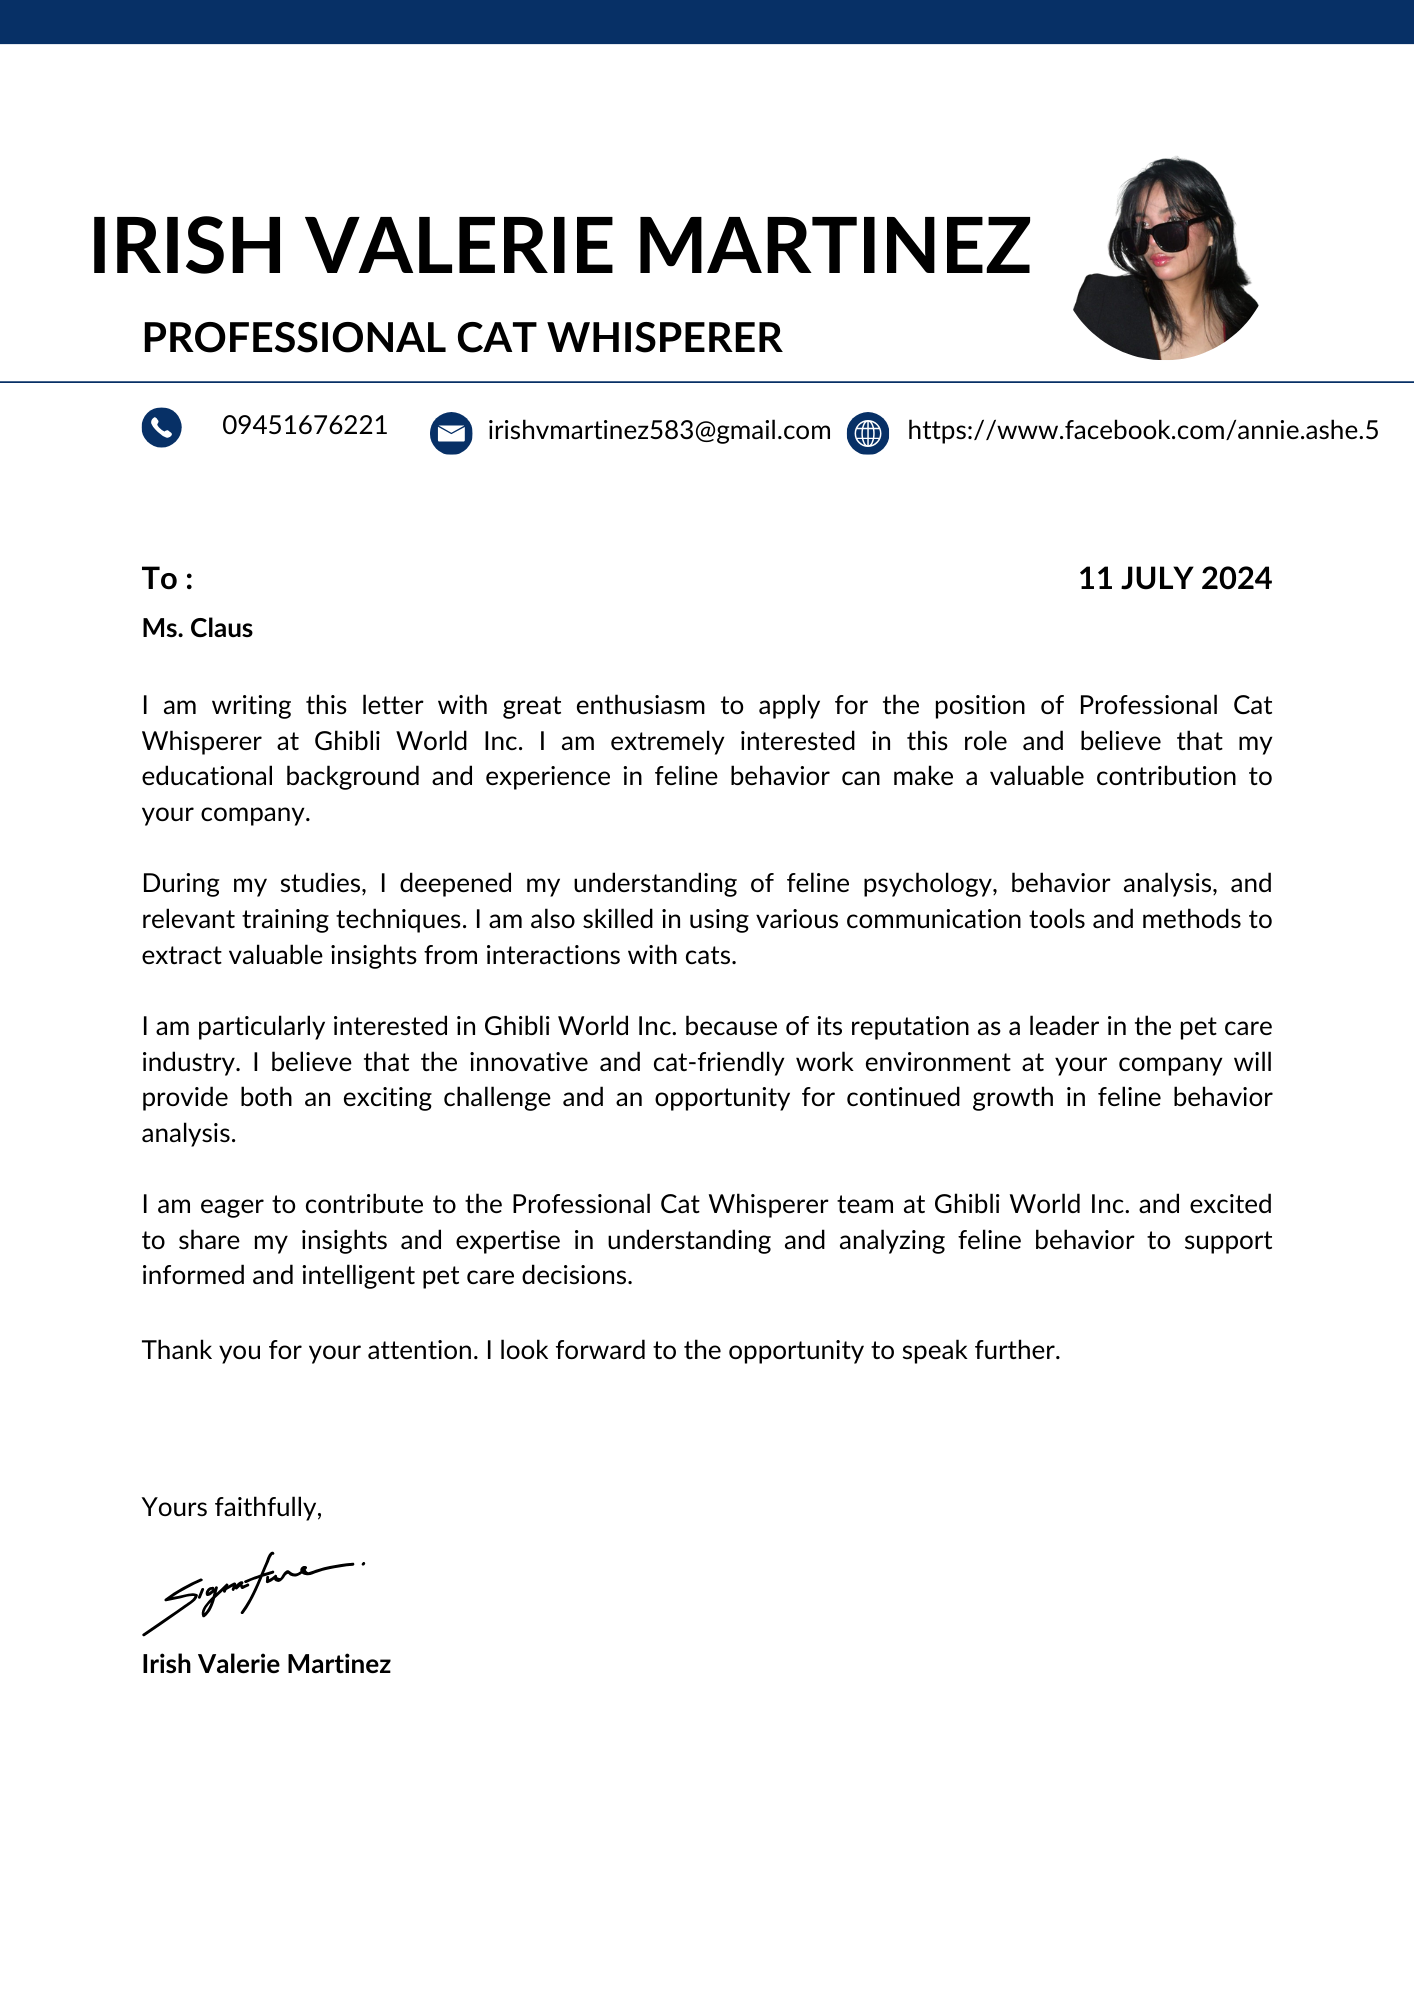 IRISH VALERIE MARTINEZ
PROFESSIONAL CAT WHISPERER
09451676221
irishvmartinez583@gmail.com
https://www.facebook.com/annie.ashe.5
To :
11 JULY 2024
Ms. Claus
I am writing this letter with great enthusiasm to apply for the position of Professional Cat
Whisperer at Ghibli World Inc. I am extremely interested in this role and believe that my
educational background and experience in feline behavior can make a valuable contribution to
your company.
During my studies, I deepened my understanding of feline psychology, behavior analysis, and
relevant training techniques. I am also skilled in using various communication tools and methods to
extract valuable insights from interactions with cats.
I am particularly interested in Ghibli World Inc. because of its reputation as a leader in the pet care
industry. I believe that the innovative and cat-friendly work environment at your company will
provide both an exciting challenge and an opportunity for continued growth in feline behavior
analysis.
I am eager to contribute to the Professional Cat Whisperer team at Ghibli World Inc. and excited
to share my insights and expertise in understanding and analyzing feline behavior to support
informed and intelligent pet care decisions.
Thank you for your attention. I look forward to the opportunity to speak further.
Yours faithfully,
Signature.
Irish Valerie Martinez